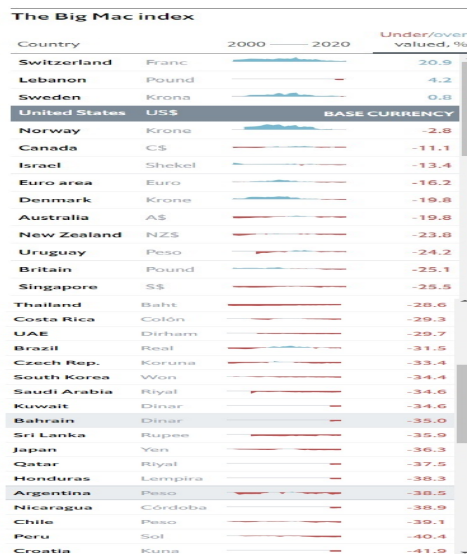 The Big Mac index
Under/over
Country 2000 2020 valued, %
Switzerland Franc 20.9
Lebanon Pound 4.2
Sweden Krona 0.8
United States US$ BASE CURRENCY
Norway Krone -2.8
Canada C$ -11.1
Israel Shekel -13.4
Euro area Euro -16.2
Denmark Krone -19.8
Australia A$ -19.8
New Zealand NZ$ -23.8
Uruguay Peso -24.2
Britain Pound -25.1
Singapore S$ -25.5
Thailand Baht -28.6
Costa Rica Colón -29.3
UAE Dirham -29.7
Brazil Real -31.5
Czech Rep. Koruna -33.4
South Korea Won -34.4
Saudi Arabia Riyal -34.6
Kuwait Dinar -34.6
Bahrain Dinar -35.0
Sri Lanka Rupee -35.9
Japan Yen -36.3
Qatar Riyal -37.5
Honduras Lempira -38.3
Argentina Peso -38.5
Nicaragua Córdoba -38.9
Chile Peso -39.1
Peru Sol -40.4
Croatia Kuna -41.9